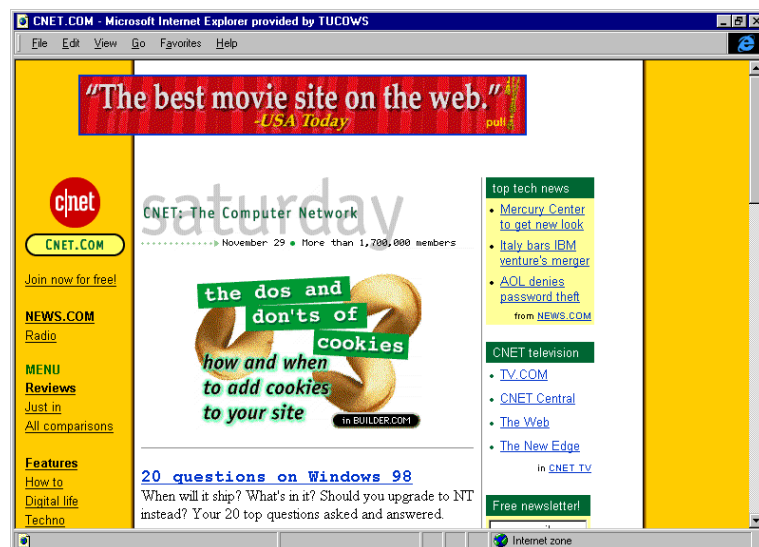 CNET.COM - Microsoft Internet Explorer provided by TUCOWS
File Edit View Go Favorites Help
“The best movie site on the web.”
-USA Today
pull
c|net
CNET.COM
Join now for free!
NEWS.COM
Radio
MENU
Reviews
Just in
All comparisons
Features
How to
Digital life
Techno
saturday
CNET: The Computer Network
November 29 • More than 1,700,000 members
the dos and
don'ts of
cookies
how and when
to add cookies
to your site
in BUILDER.COM
20 questions on Windows 98
When will it ship? What's in it? Should you upgrade to NT
instead? Your 20 top questions asked and answered.
top tech news
• Mercury Center
to get new look
• Italy bars IBM
venture's merger
• AOL denies
password theft
from NEWS.COM
CNET television
• TV.COM
• CNET Central
• The Web
• The New Edge
in CNET TV
Free newsletter!
Internet zone